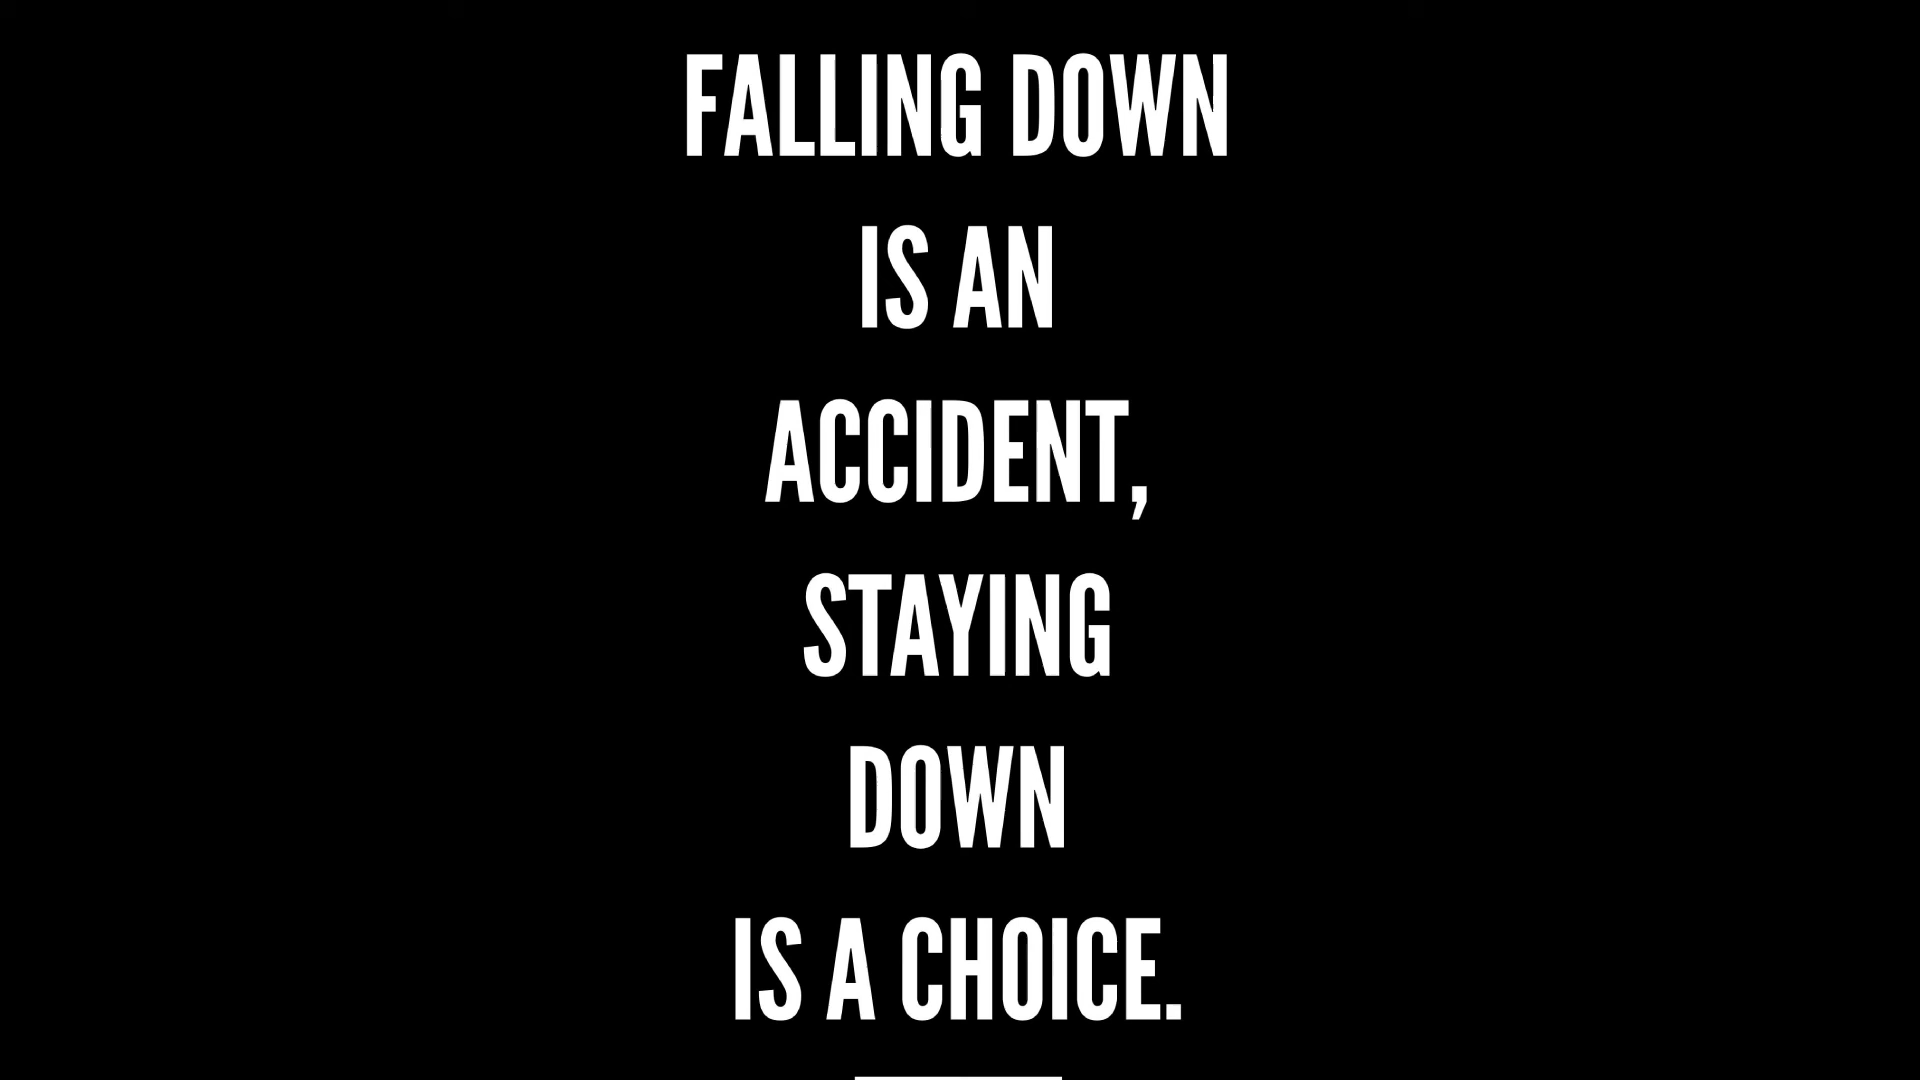 FALLING DOWN
IS AN
ACCIDENT,
STAYING
DOWN
IS A CHOICE.